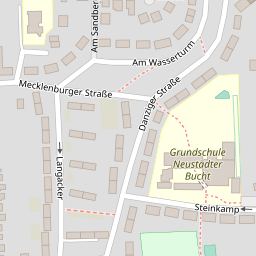 Am Sandberg
Am Wasserturm
Mecklenburger Straße
Danziger Straße
Grundschule
Neustädter
Bucht
Langacker
Steinkamp